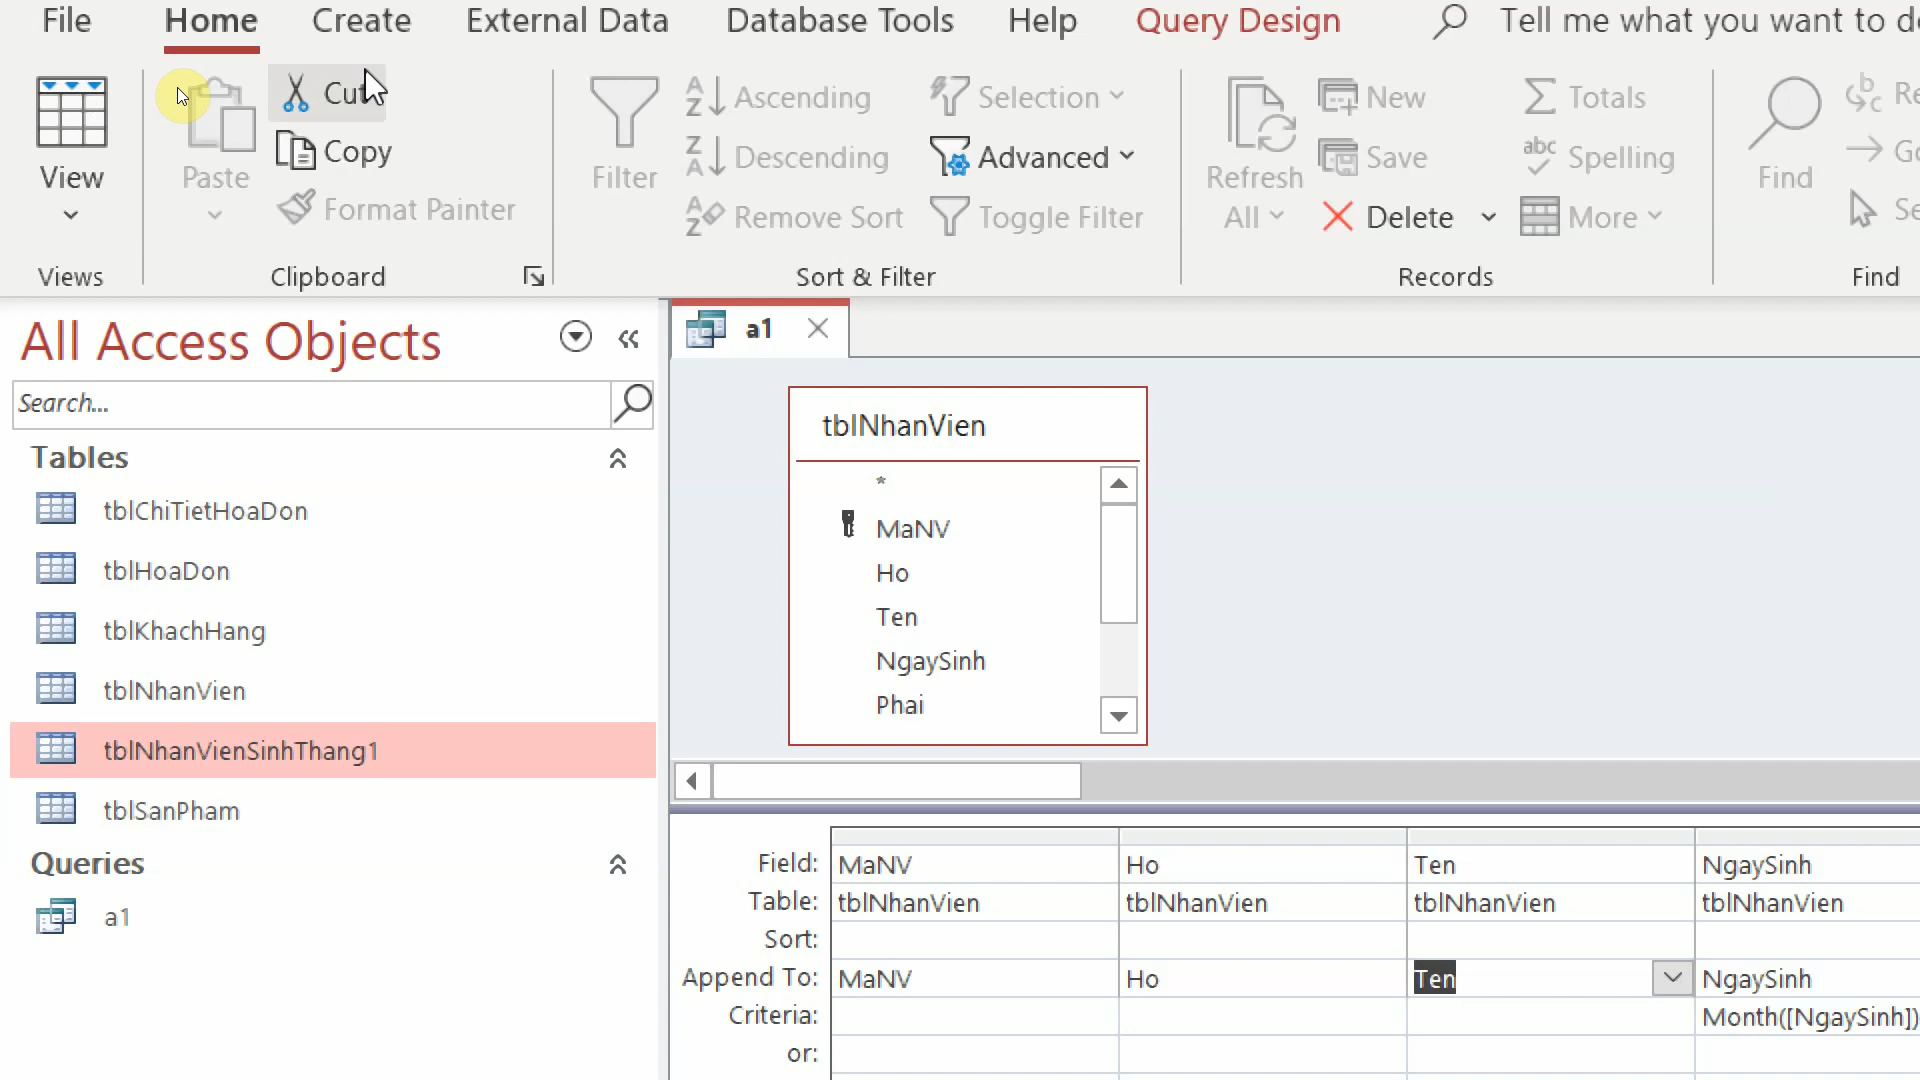 File Home Create External Data Database Tools Help Query Design Tell me what you want to do
View
Paste
Cut
Copy
Format Painter
Filter
Ascending
Descending
Remove Sort
Selection
Advanced
Toggle Filter
Refresh
All
New
Save
Delete
Totals
Spelling
More
Find
Views Clipboard Sort & Filter Records Find
All Access Objects
Search...
Tables
tblChiTietHoaDon
tblHoaDon
tblKhachHang
tblNhanVien
tblNhanVienSinhThang1
tblSanPham
Queries
a1
a1
tblNhanVien
*
MaNV
Ho
Ten
NgaySinh
Phai
Field: MaNV Ho Ten NgaySinh
Table: tblNhanVien tblNhanVien tblNhanVien tblNhanVien
Sort:
Append To: MaNV Ho Ten NgaySinh
Criteria: Month([NgaySinh])
or: